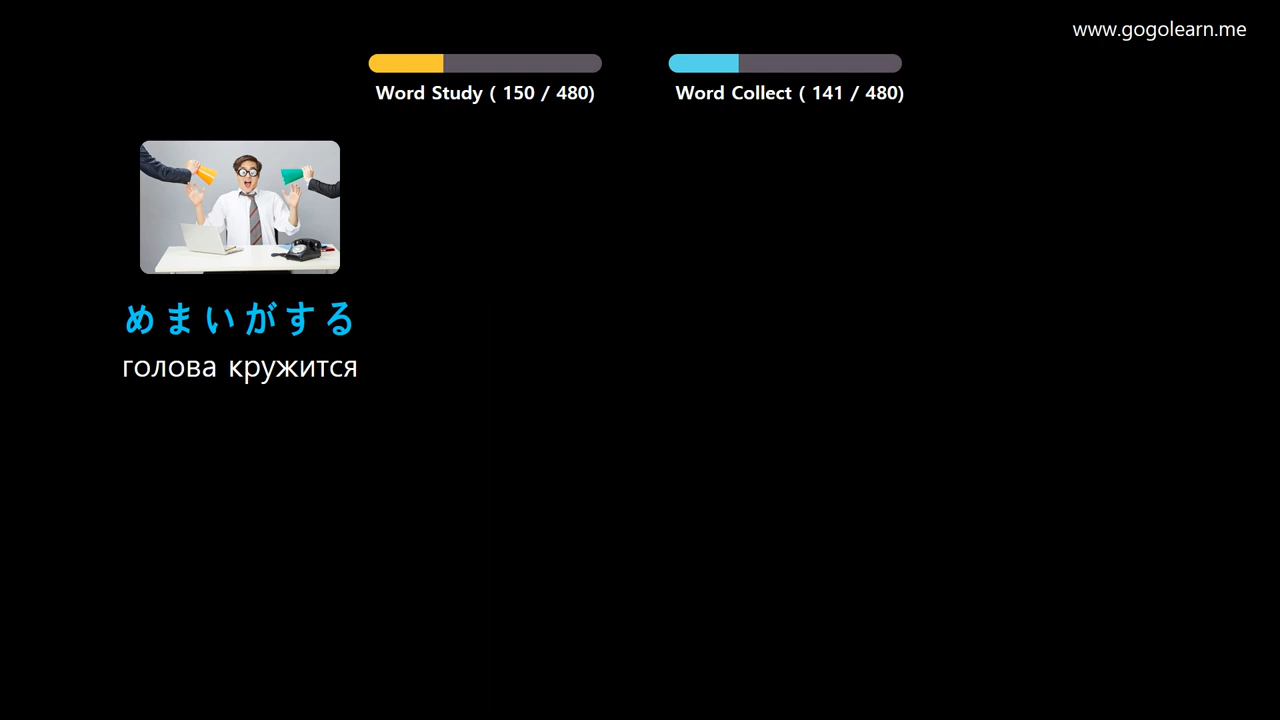 www.gogolearn.me
Word Study ( 150 / 480)
Word Collect ( 141 / 480)
めまいがする
голова кружится